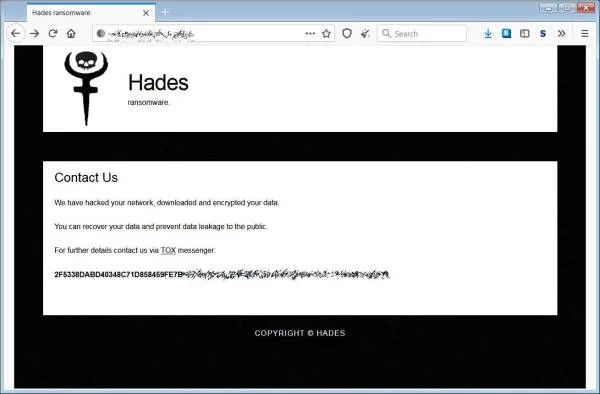 Hades ransomware
Search
Hades
ransomware.
Contact Us
We have hacked your network, downloaded and encrypted your data.
You can recover your data and prevent data leakage to the public.
For further details contact us via TOX messenger:
2F5338DABD40348C71D858459FE7B
COPYRIGHT © HADES